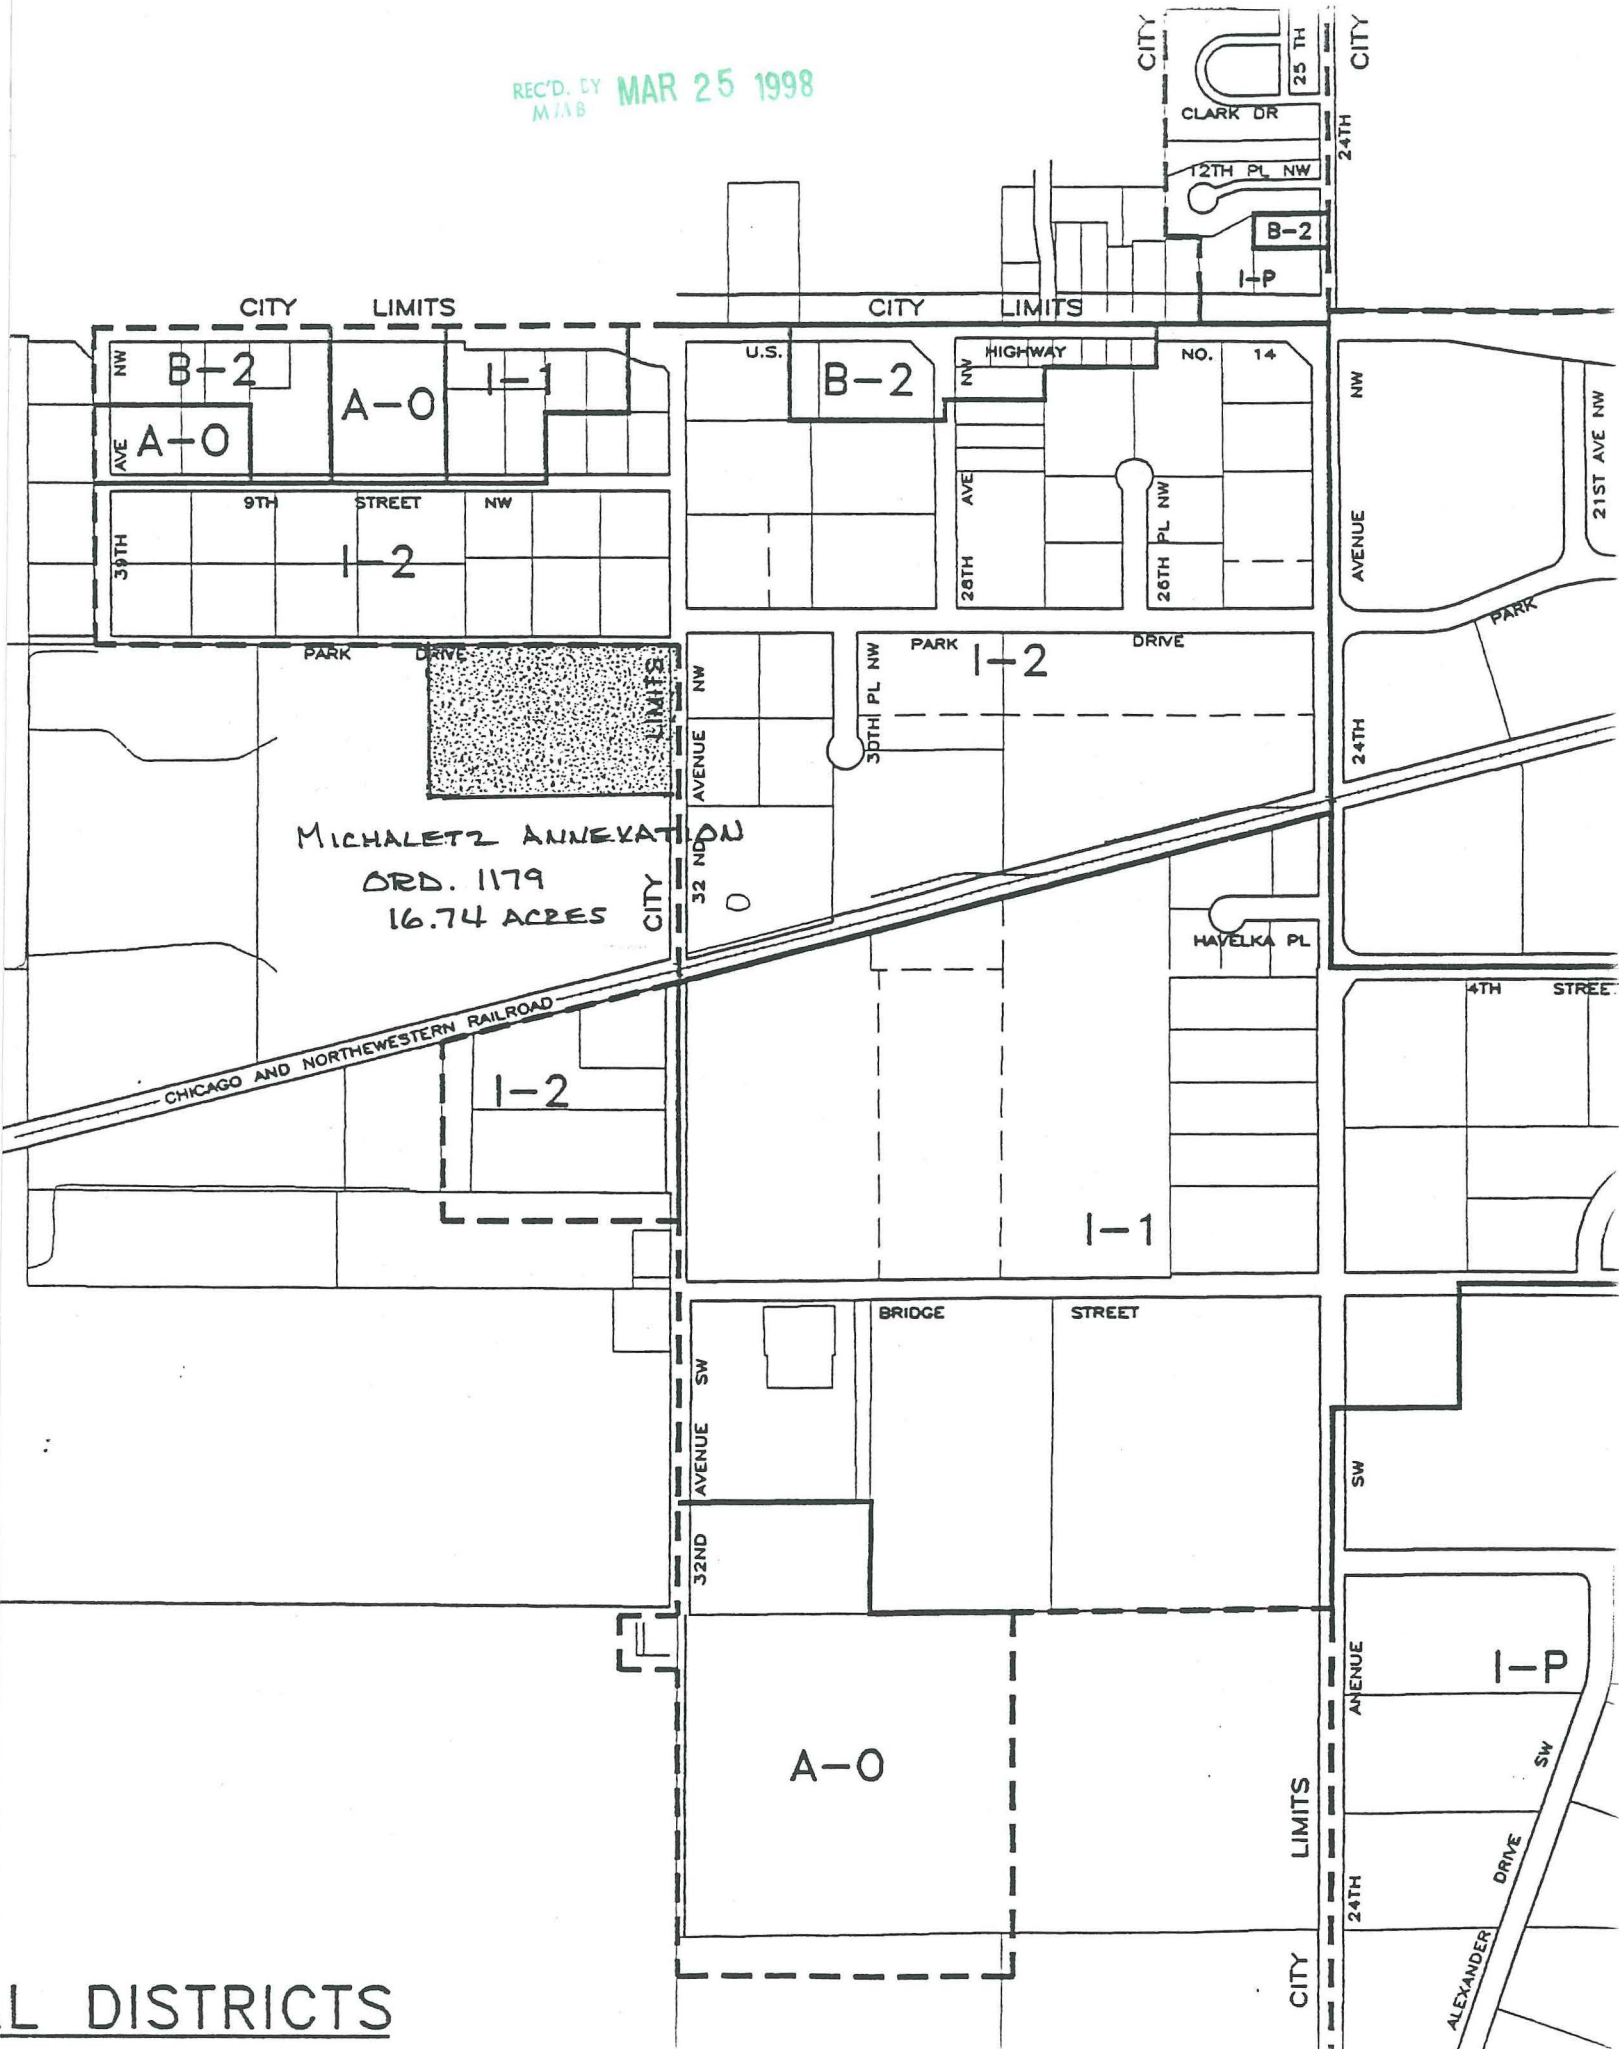 REC'D. BY MAR 25 1998
CITY
CITY
25 TH
CLARK DR
24TH
12TH PL NW
B-2
I-P
CITY LIMITS
CITY LIMITS
NW
B-2
A-O
I-1
U.S. HIGHWAY NO. 14
B-2
NW
NW
21ST AVE NW
AVE
A-O
9TH STREET NW
39TH
I-2
28TH AVE
26TH PL NW
AVENUE
PARK
PARK DRIVE
LIMITS
NW
30TH PL NW
PARK DRIVE
I-2
24TH
AVENUE
MICHALETZ ANNEXATION
ORD. 1179
16.74 ACRES
CITY
32 ND
HAVELKA PL
4TH STREE
CHICAGO AND NORTHEWESTERN RAILROAD
I-2
I-1
BRIDGE STREET
SW
AVENUE
32ND
SW
AVENUE
I-P
A-O
SW
LIMITS
DRIVE
24TH
CITY
ALEXANDER
L DISTRICTS